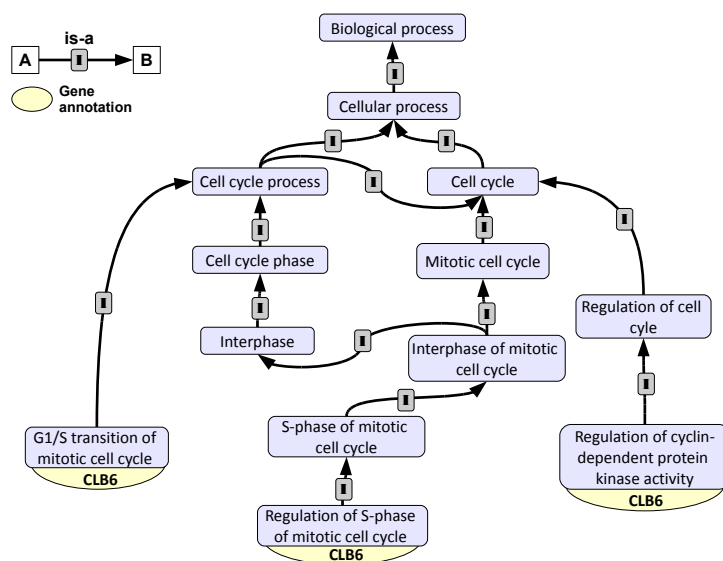 is-a
A
I
B
Gene
annotation
Biological process
I
Cellular process
I
I
Cell cycle process
I
Cell cycle
I
I
I
Cell cycle phase
Mitotic cell cycle
I
I
I
Regulation of cell
cyle
Interphase
I
Interphase of mitotic
cell cycle
I
I
G1/S transition of
mitotic cell cycle
CLB6
S-phase of mitotic
cell cycle
Regulation of cyclin-
dependent protein
kinase activity
CLB6
I
Regulation of S-phase
of mitotic cell cycle
CLB6